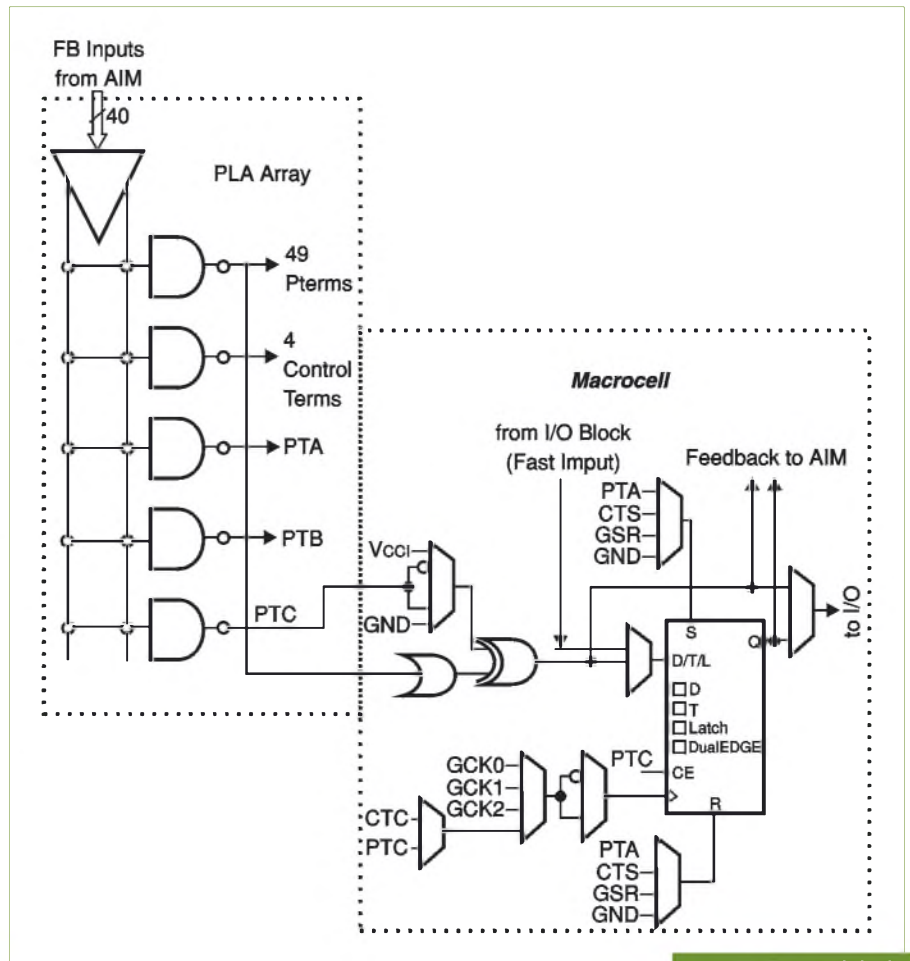 FB Inputs
from AIM
40
PLA Array
49
Pterms
4
Control
Terms
PTA
PTB
PTC
Macrocell
from I/O Block
(Fast Imput)
Feedback to AIM
PTA
CTS
GSR
GND
VCCI
GND
to I/O
S
Q
D/T/L
D
T
Latch
DualEDGE
PTC
CE
R
GCK0
GCK1
GCK2
CTC
PTC
PTA
CTS
GSR
GND